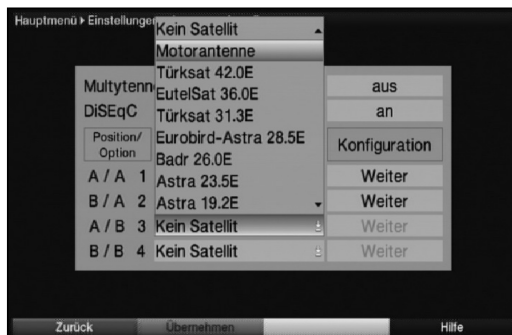 Hauptmenü ▸ Einstellungen
Kein Satellit
Motorantenne
Türksat 42.0E
EutelSat 36.0E
Türksat 31.3E
Eurobird-Astra 28.5E
Badr 26.0E
Astra 23.5E
Astra 19.2E
Multytenn aus
DiSEqC an
Position/
Option
Konfiguration
A / A 1 Weiter
B / A 2 Weiter
A / B 3 Kein Satellit Weiter
B / B 4 Kein Satellit Weiter
Zurück Übernehmen Hilfe